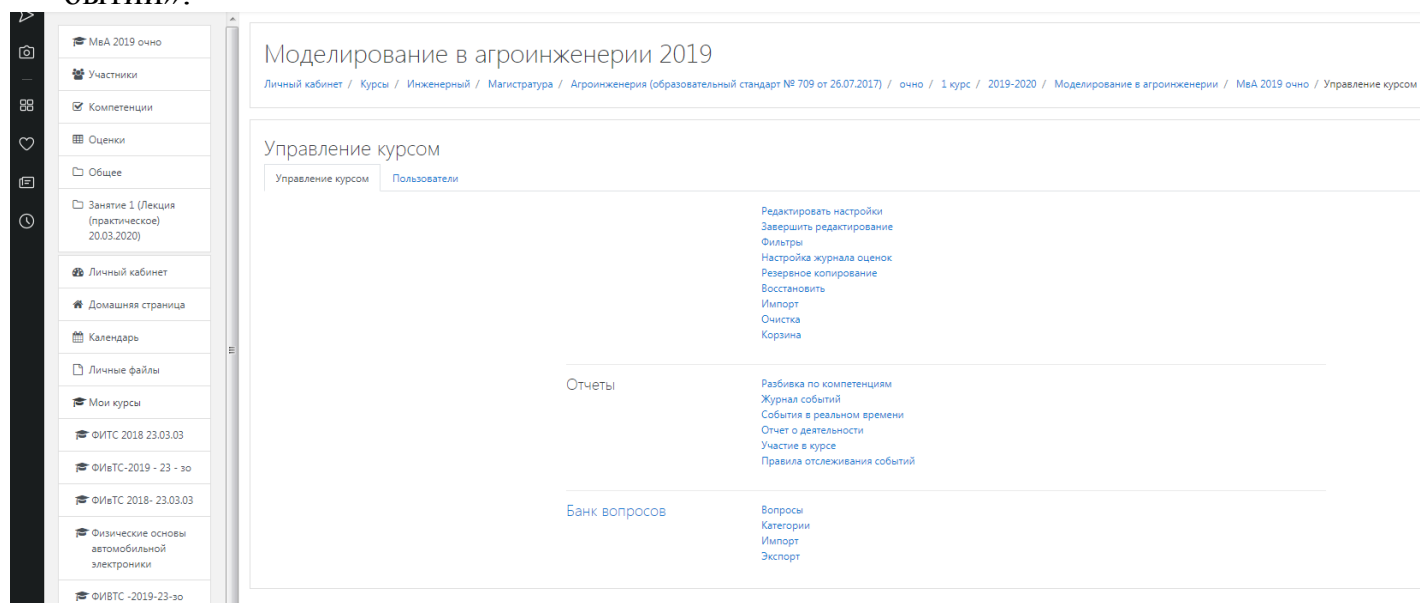 бытии».
МвА 2019 очно
Участники
Компетенции
Оценки
Общее
Занятие 1 (Лекция
(практическое)
20.03.2020)
Личный кабинет
Домашняя страница
Календарь
Личные файлы
Мои курсы
ФИТС 2018 23.03.03
ФИвТС-2019 - 23 - зо
ФИвТС 2018- 23.03.03
Физические основы
автомобильной
электроники
ФИВТС -2019-23-зо
Моделирование в агроинженерии 2019
Личный кабинет / Курсы / Инженерный / Магистратура / Агроинженерия (образовательный стандарт № 709 от 26.07.2017) / очно / 1 курс / 2019-2020 / Моделирование в агроинженерии / МвА 2019 очно / Управление курсом
Управление курсом
Управление курсом Пользователи
Редактировать настройки
Завершить редактирование
Фильтры
Настройка журнала оценок
Резервное копирование
Восстановить
Импорт
Очистка
Корзина
Отчеты
Разбивка по компетенциям
Журнал событий
События в реальном времени
Отчет о деятельности
Участие в курсе
Правила отслеживания событий
Банк вопросов
Вопросы
Категории
Импорт
Экспорт